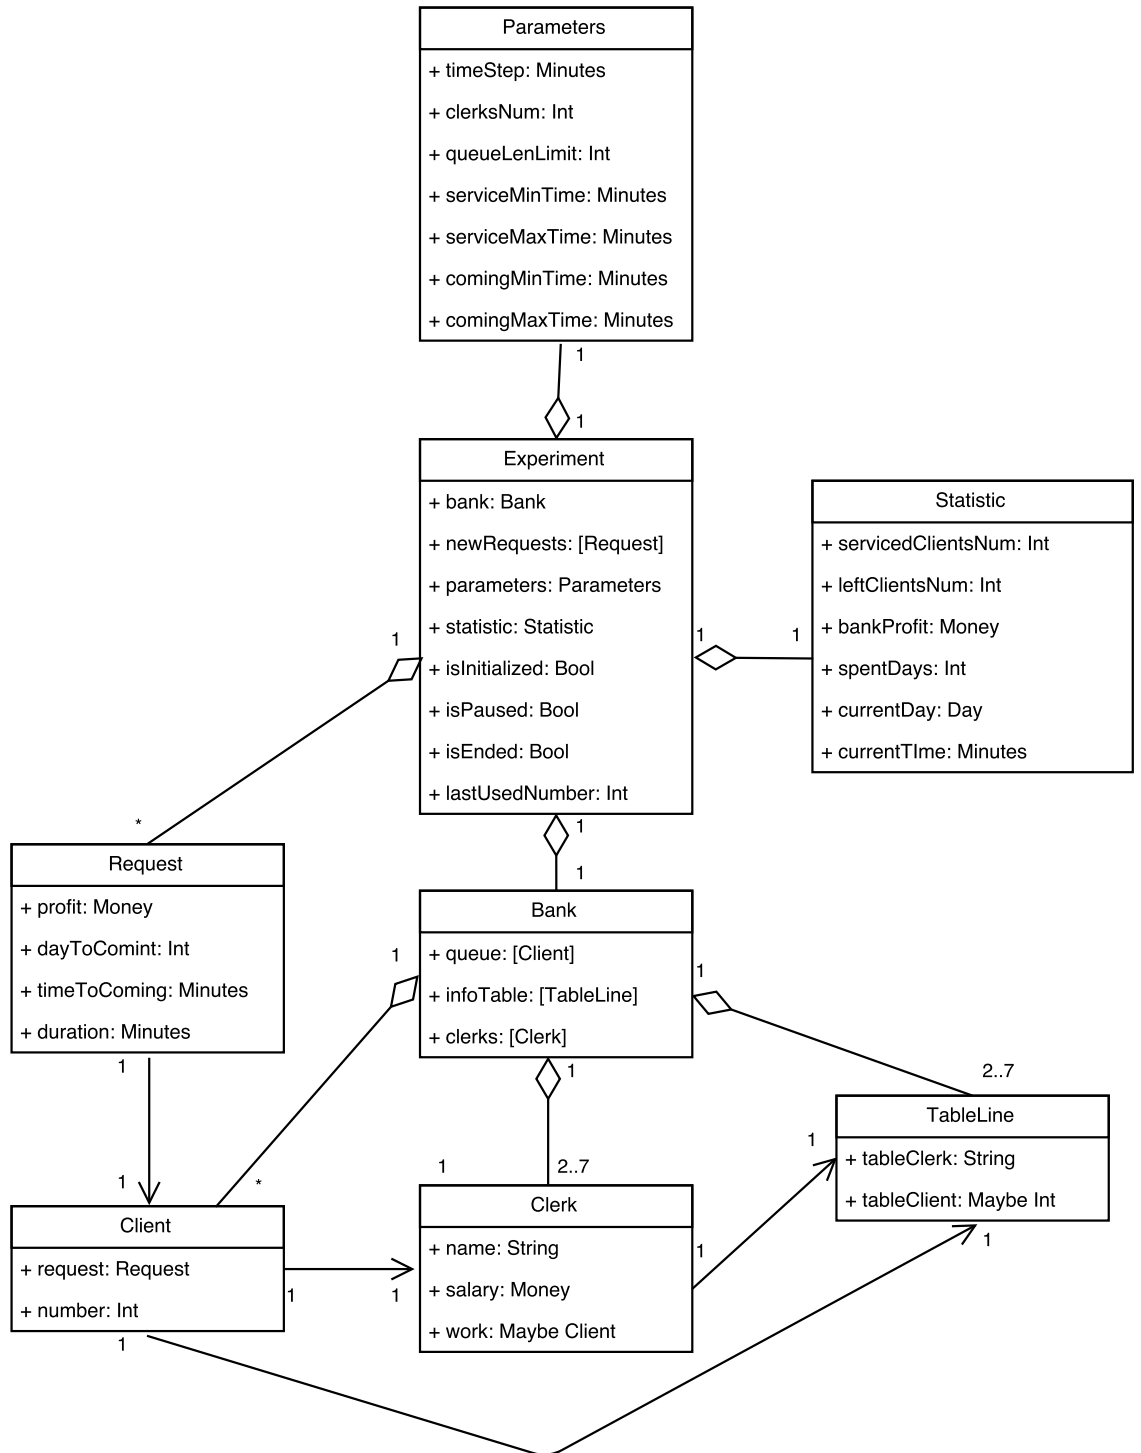 Parameters
+ timeStep: Minutes
+ clerksNum: Int
+ queueLenLimit: Int
+ serviceMinTime: Minutes
+ serviceMaxTime: Minutes
+ comingMinTime: Minutes
+ comingMaxTime: Minutes
1
1
Experiment
+ bank: Bank
+ newRequests: [Request]
+ parameters: Parameters
+ statistic: Statistic
+ isInitialized: Bool
+ isPaused: Bool
+ isEnded: Bool
+ lastUsedNumber: Int
Statistic
+ servicedClientsNum: Int
+ leftClientsNum: Int
+ bankProfit: Money
+ spentDays: Int
+ currentDay: Day
+ currentTIme: Minutes
1
1
1
*
1
1
Request
+ profit: Money
+ dayToComint: Int
+ timeToComing: Minutes
+ duration: Minutes
Bank
+ queue: [Client]
+ infoTable: [TableLine]
+ clerks: [Clerk]
1
1
1
1
2..7
TableLine
+ tableClerk: String
+ tableClient: Maybe Int
1
1
2..7
1
*
Client
+ request: Request
+ number: Int
Clerk
+ name: String
+ salary: Money
+ work: Maybe Client
1
1
1
1
1